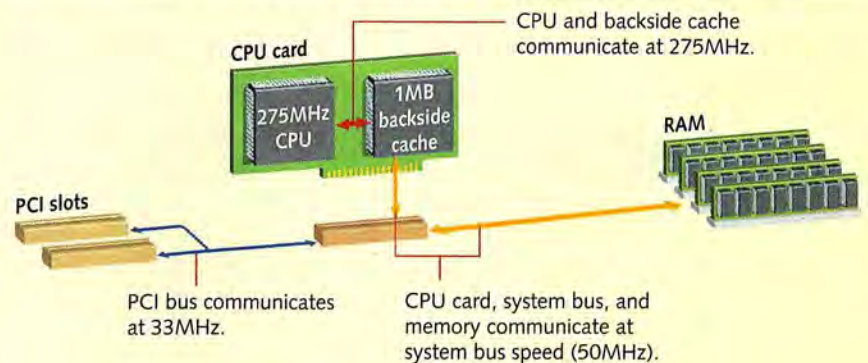 CPU and backside cache
communicate at 275MHz.
CPU card
275MHz
CPU
1MB
backside
cache
RAM
PCI slots
PCI bus communicates
at 33MHz.
CPU card, system bus, and
memory communicate at
system bus speed (50MHz).